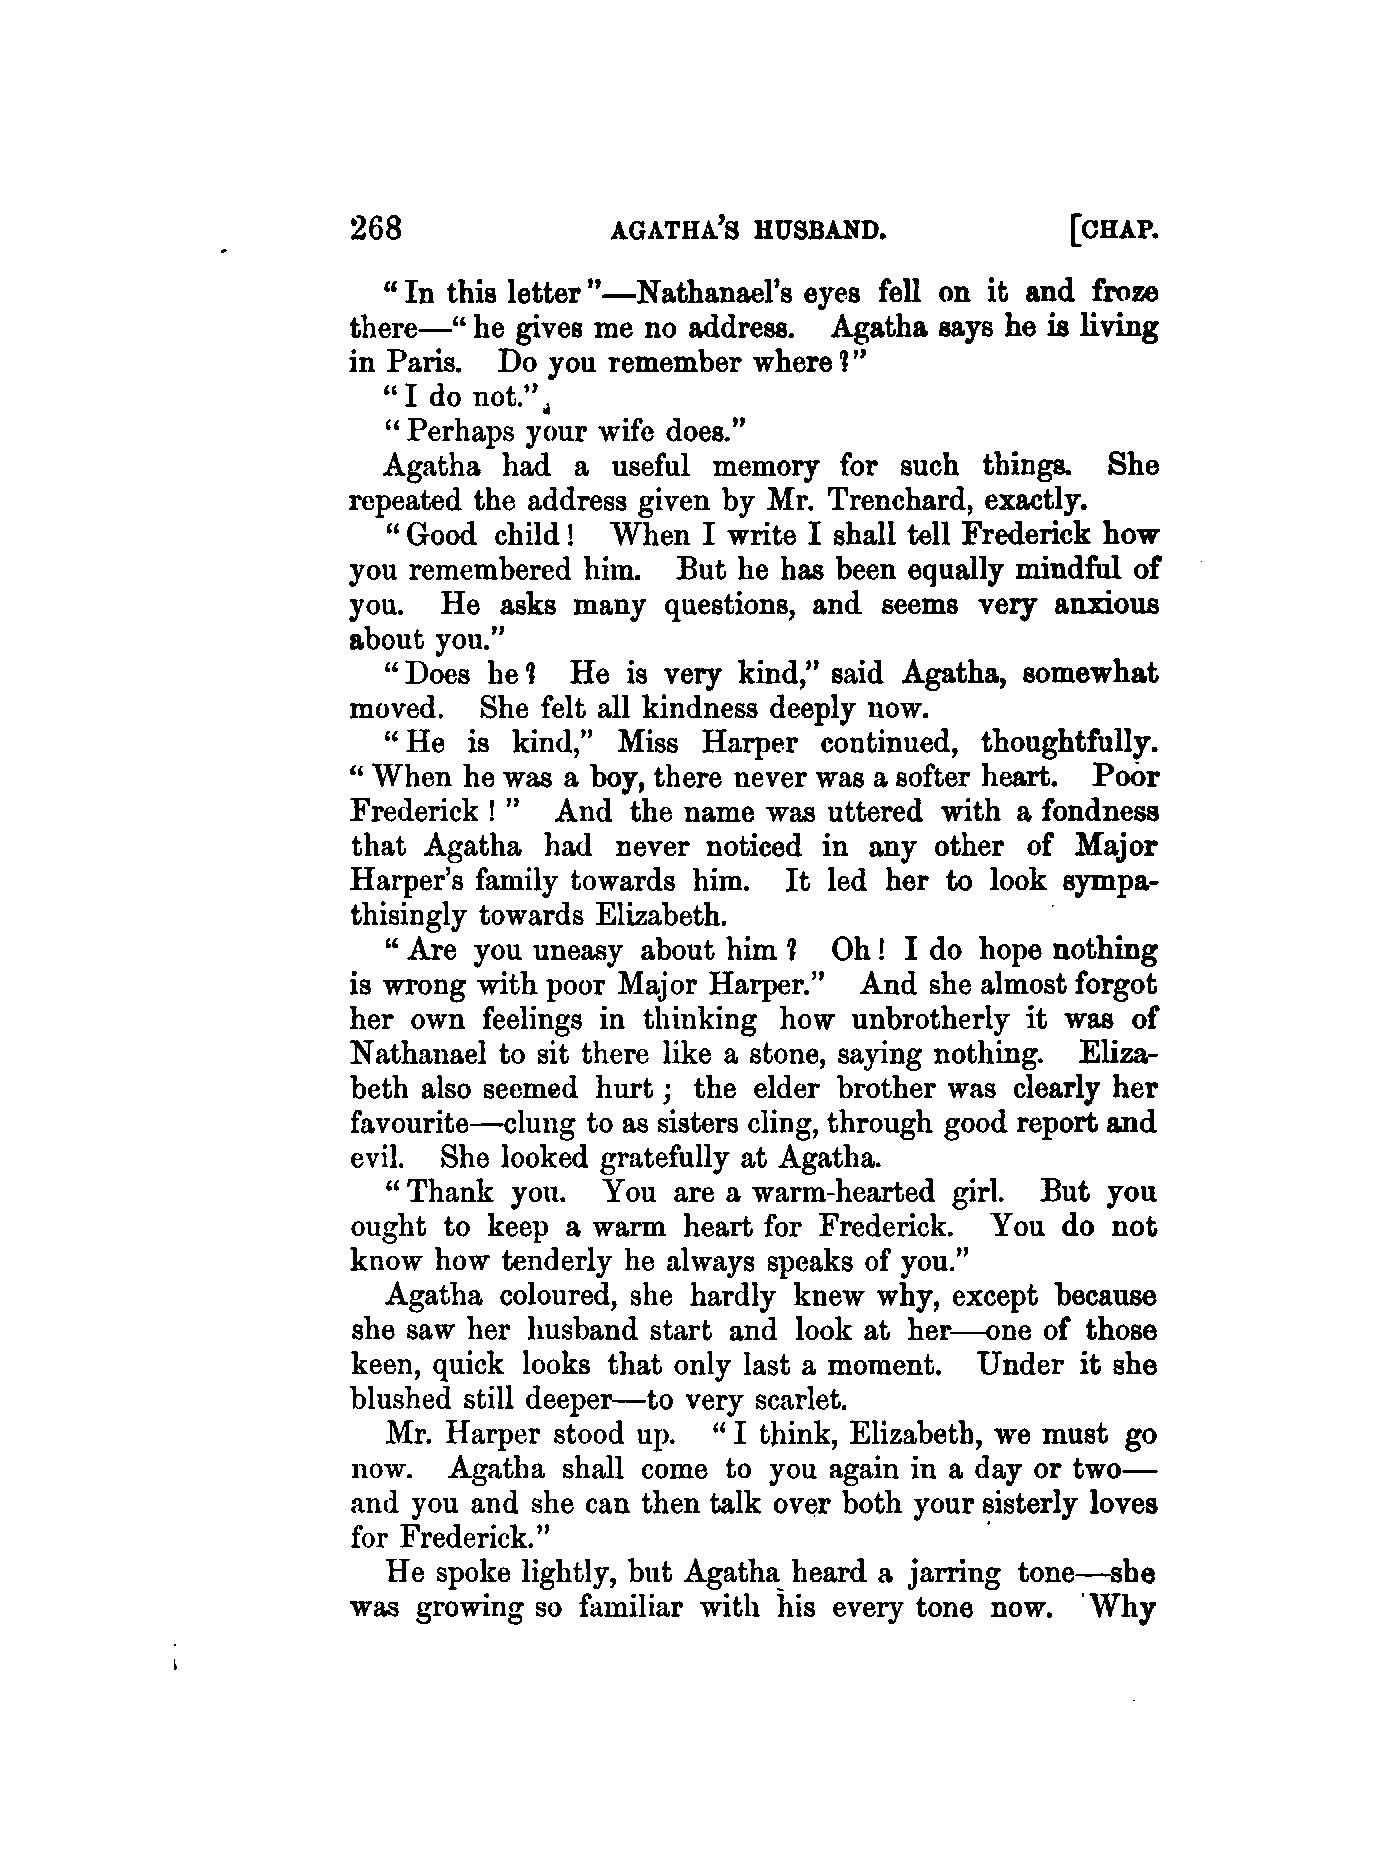 268 AGATHA'S HUSBAND. [CHAP.
"In this letter"—Nathanael's eyes fell on it and froze
there—"he gives me no address. Agatha says he is living
in Paris. Do you remember where?"
"I do not."
"Perhaps your wife does."
Agatha had a useful memory for such things. She
repeated the address given by Mr. Trenchard, exactly.
"Good child! When I write I shall tell Frederick how
you remembered him. But he has been equally mindful of
you. He asks many questions, and seems very anxious
about you."
"Does he? He is very kind," said Agatha, somewhat
moved. She felt all kindness deeply now.
"He is kind," Miss Harper continued, thoughtfully.
"When he was a boy, there never was a softer heart. Poor
Frederick!" And the name was uttered with a fondness
that Agatha had never noticed in any other of Major
Harper's family towards him. It led her to look sympa-
thisingly towards Elizabeth.
"Are you uneasy about him? Oh! I do hope nothing
is wrong with poor Major Harper." And she almost forgot
her own feelings in thinking how unbrotherly it was of
Nathanael to sit there like a stone, saying nothing. Eliza-
beth also seemed hurt; the elder brother was clearly her
favourite—clung to as sisters cling, through good report and
evil. She looked gratefully at Agatha.
"Thank you. You are a warm-hearted girl. But you
ought to keep a warm heart for Frederick. You do not
know how tenderly he always speaks of you."
Agatha coloured, she hardly knew why, except because
she saw her husband start and look at her—one of those
keen, quick looks that only last a moment. Under it she
blushed still deeper—to very scarlet.
Mr. Harper stood up. "I think, Elizabeth, we must go
now. Agatha shall come to you again in a day or two—
and you and she can then talk over both your sisterly loves
for Frederick."
He spoke lightly, but Agatha heard a jarring tone—she
was growing so familiar with his every tone now. Why